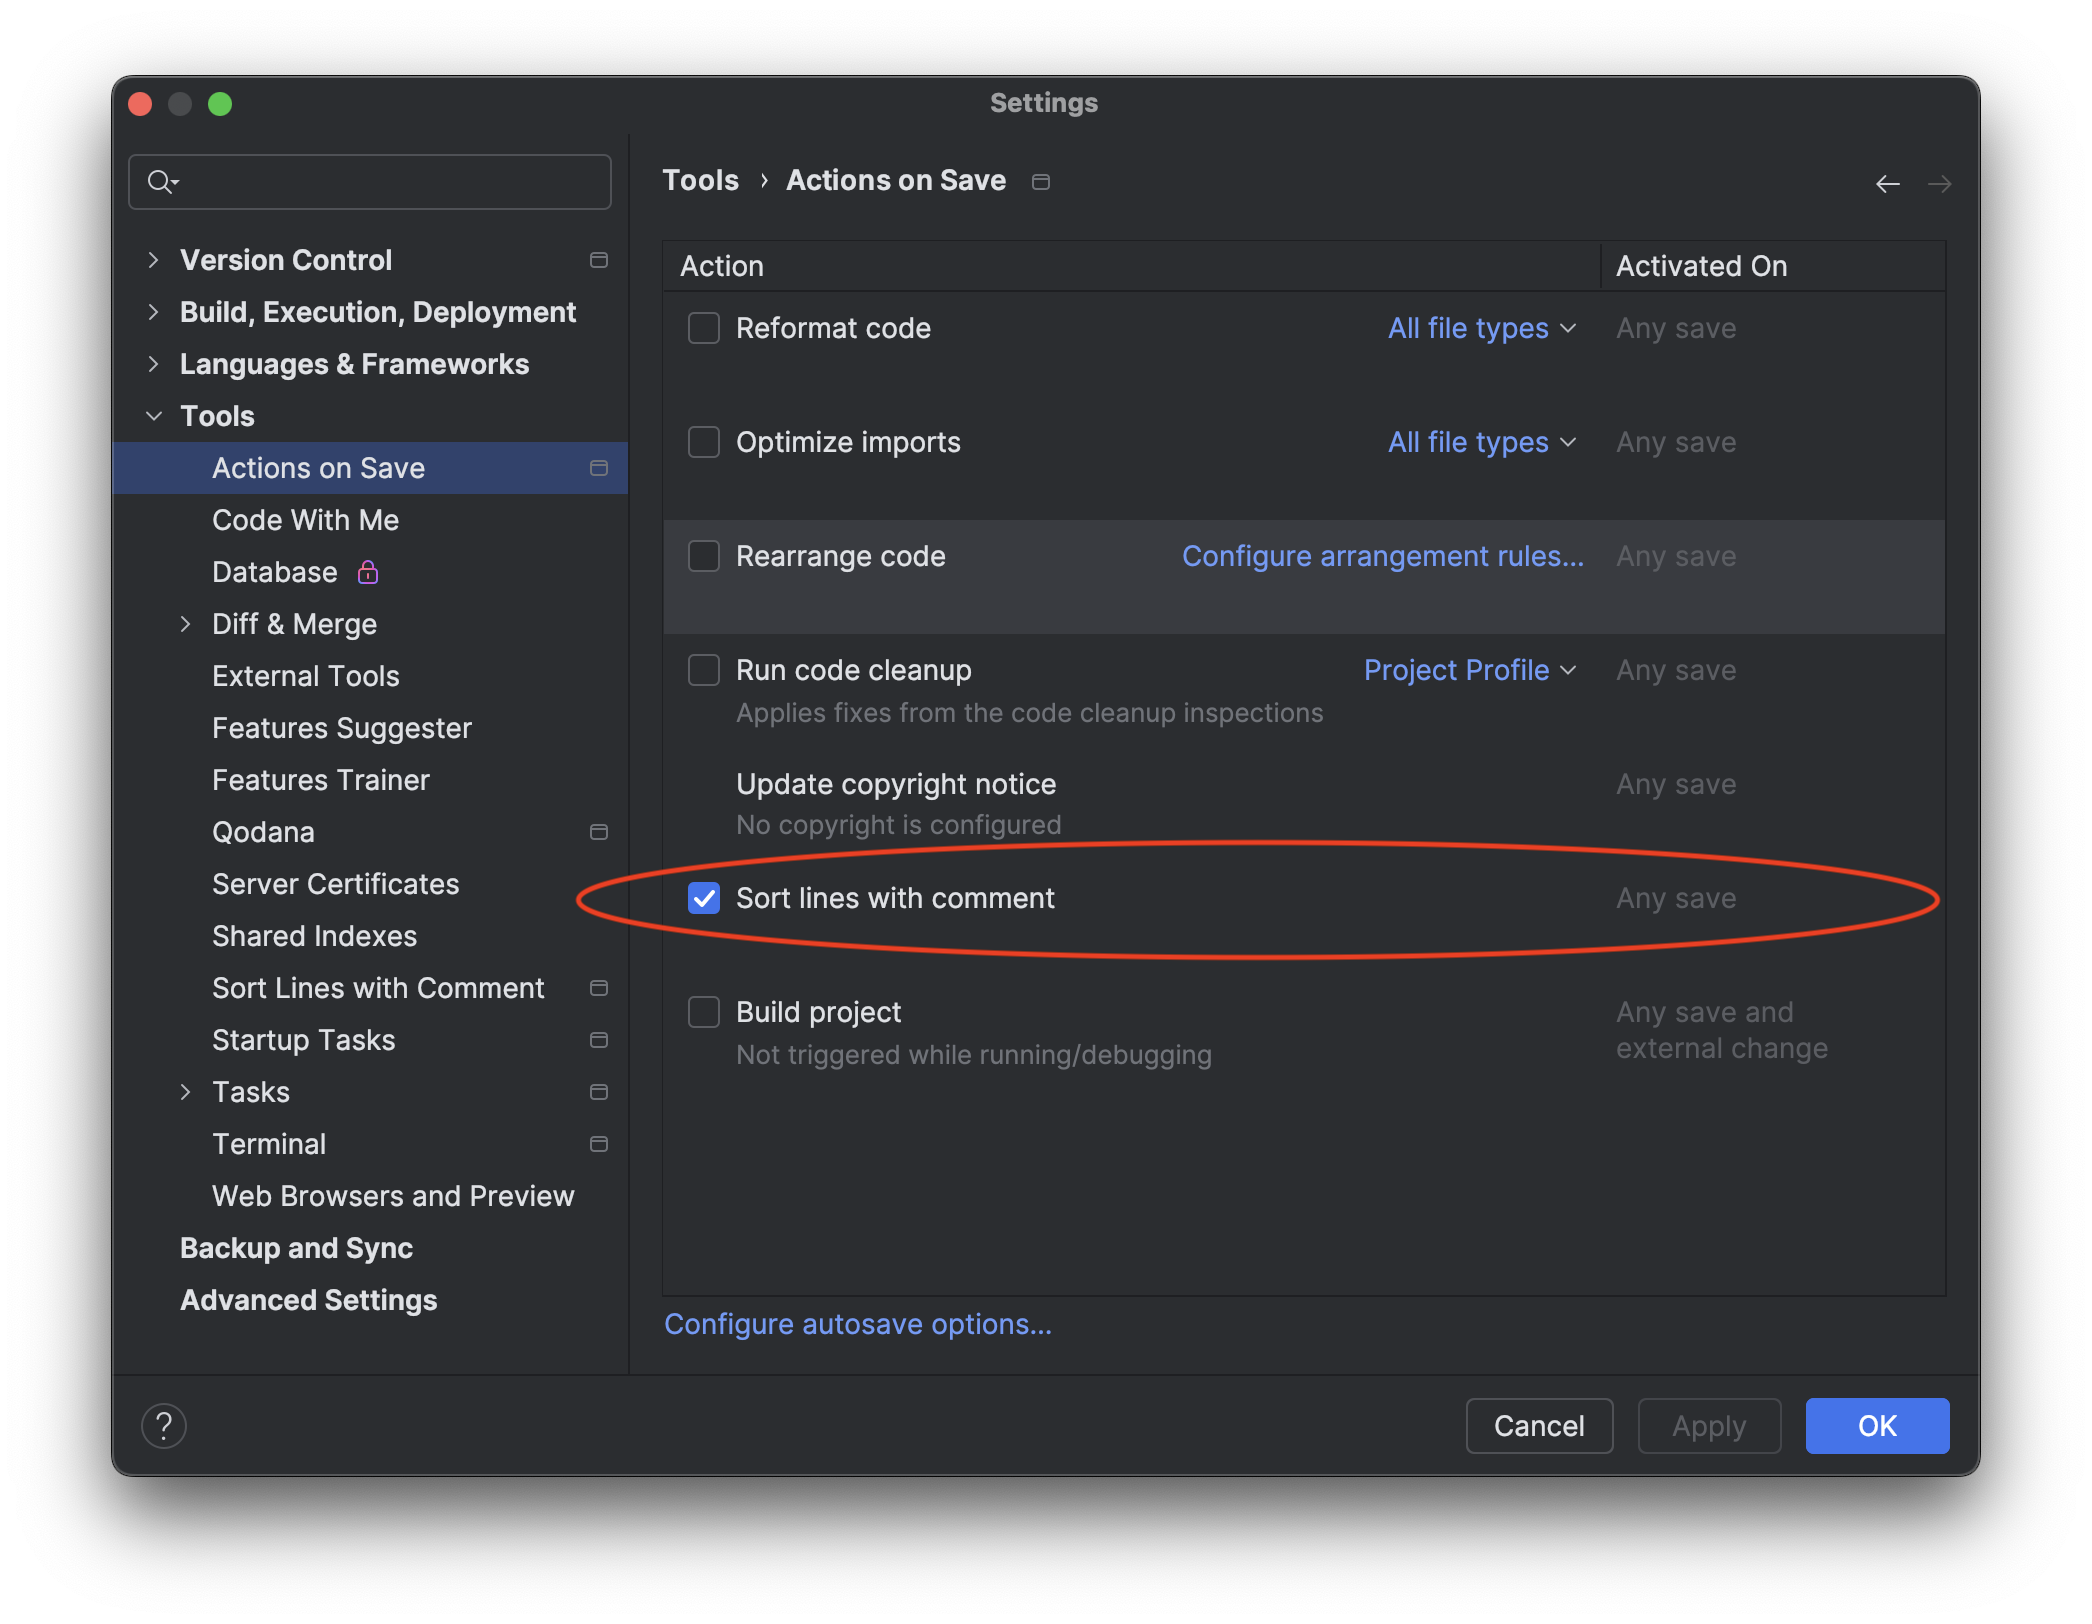 Settings
Version Control
Build, Execution, Deployment
Languages & Frameworks
Tools
Actions on Save
Code With Me
Database
Diff & Merge
External Tools
Features Suggester
Features Trainer
Qodana
Server Certificates
Shared Indexes
Sort Lines with Comment
Startup Tasks
Tasks
Terminal
Web Browsers and Preview
Backup and Sync
Advanced Settings
Tools › Actions on Save
Action Activated On
Reformat code All file types Any save
Optimize imports All file types Any save
Rearrange code Configure arrangement rules... Any save
Run code cleanup Project Profile Any save
Applies fixes from the code cleanup inspections
Update copyright notice Any save
No copyright is configured
Sort lines with comment Any save
Build project Any save and
Not triggered while running/debugging external change
Configure autosave options...
? Cancel Apply OK